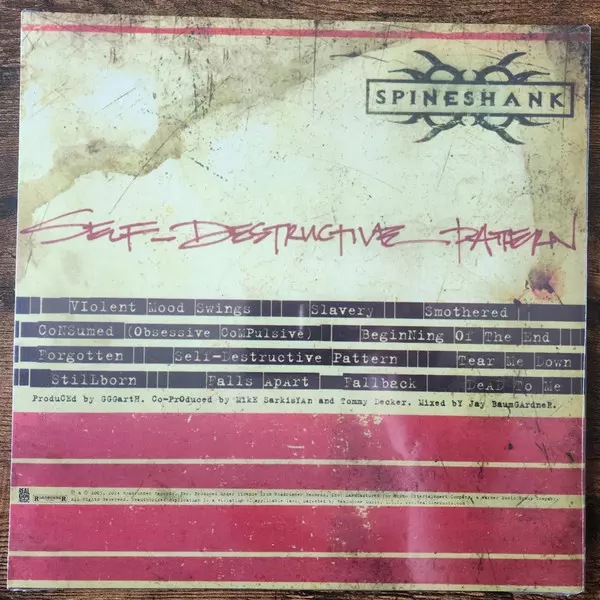 SPINESHANK
SELF-DESTRUCTIVE PATTERN
VIolent Mood Swings Slavery Smothered
CoNSumed (Obsessive CoMPulsive) BeginNing Of The End
Forgotten Self-Destructive Pattern Tear Me Down
StilLborn Falls ApArt Fallback DeAD To Me
ProduCEd by GGGartH. Co-PrOduced by MikE SarkisYAn and Tommy Decker. Mixed bY Jay BaumgArdneR.